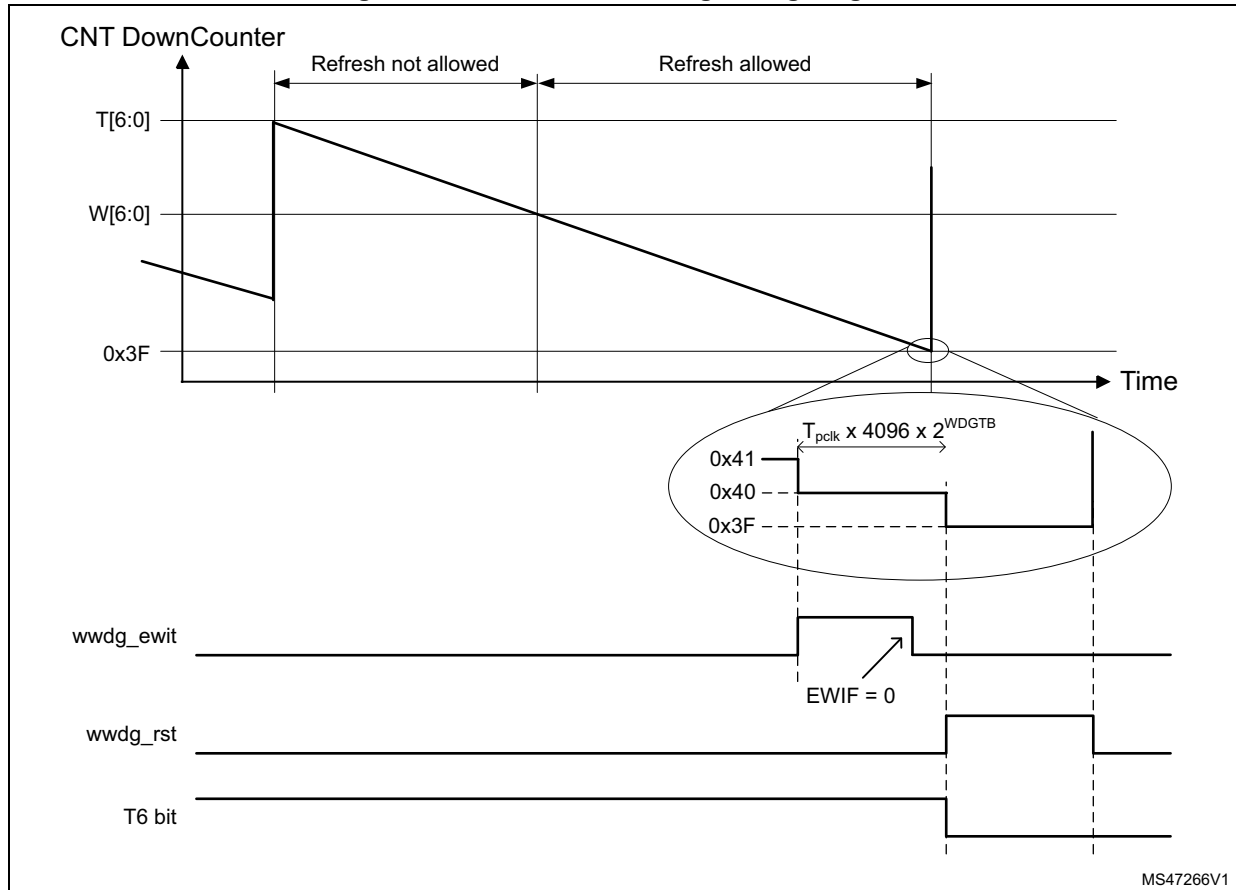 CNT DownCounter
Refresh not allowed
Refresh allowed
T[6:0]
W[6:0]
0x3F
Time
Tpclk x 4096 x 2^WDGTB
0x41
0x40
0x3F
wwdg_ewit
EWIF = 0
wwdg_rst
T6 bit
MS47266V1